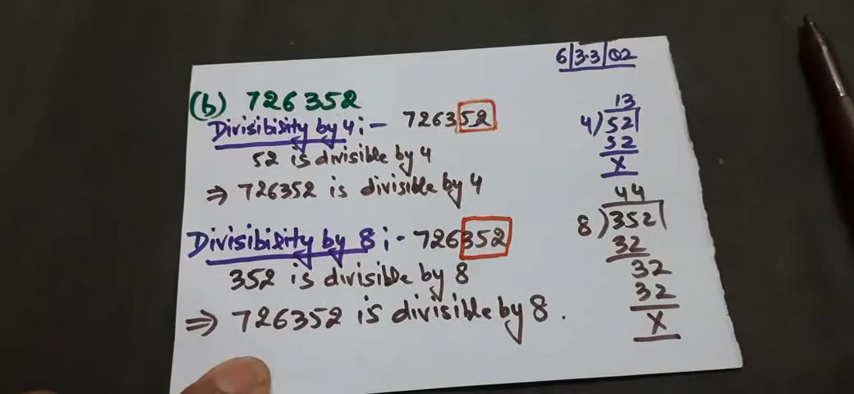 6/3.3/Q2
(b) 726352
Divisibility by 4 :- 726352
52 is divisible by 4
⇒ 726352 is divisible by 4
Divisibility by 8 :- 726352
352 is divisible by 8
⇒ 726352 is divisible by 8.
13
4)52
52
x
44
8)352
32
32
32
x